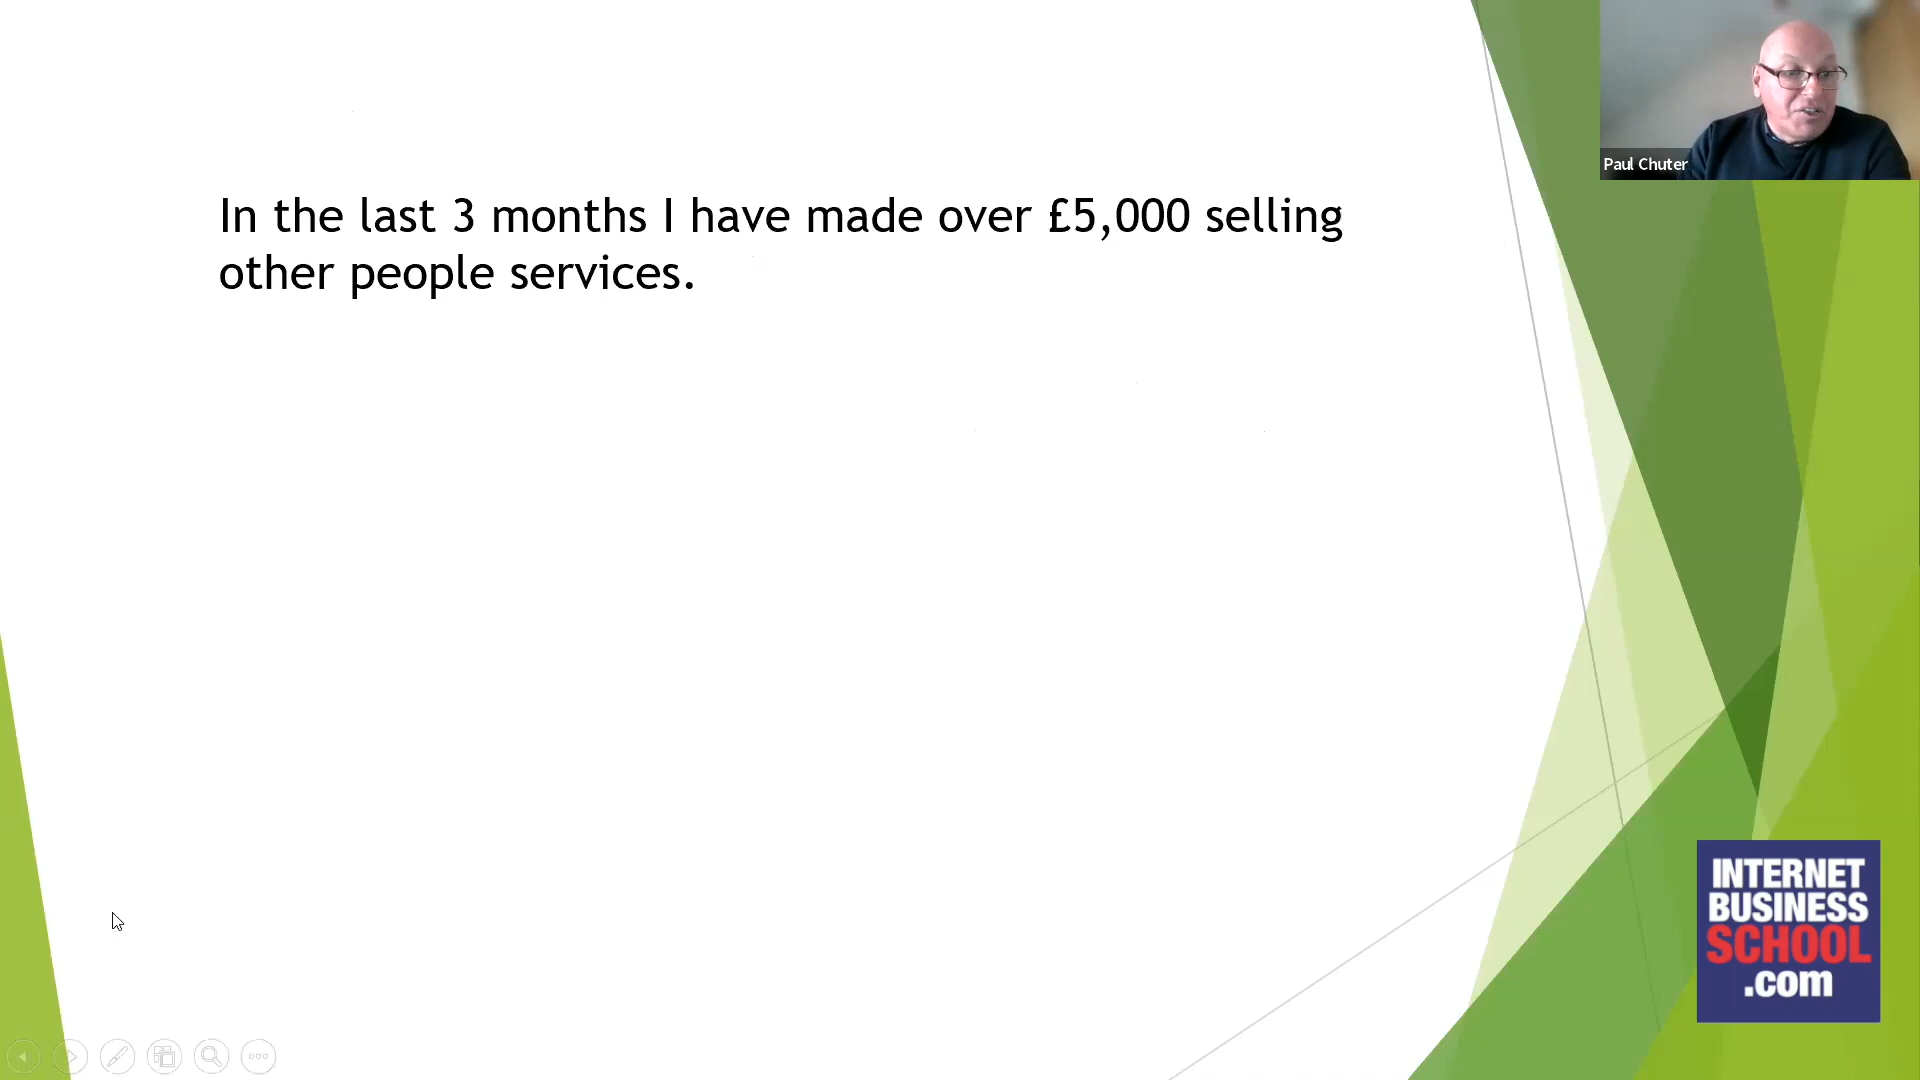 Paul Chuter
In the last 3 months I have made over £5,000 selling
other people services.
INTERNET
BUSINESS
SCHOOL
.com